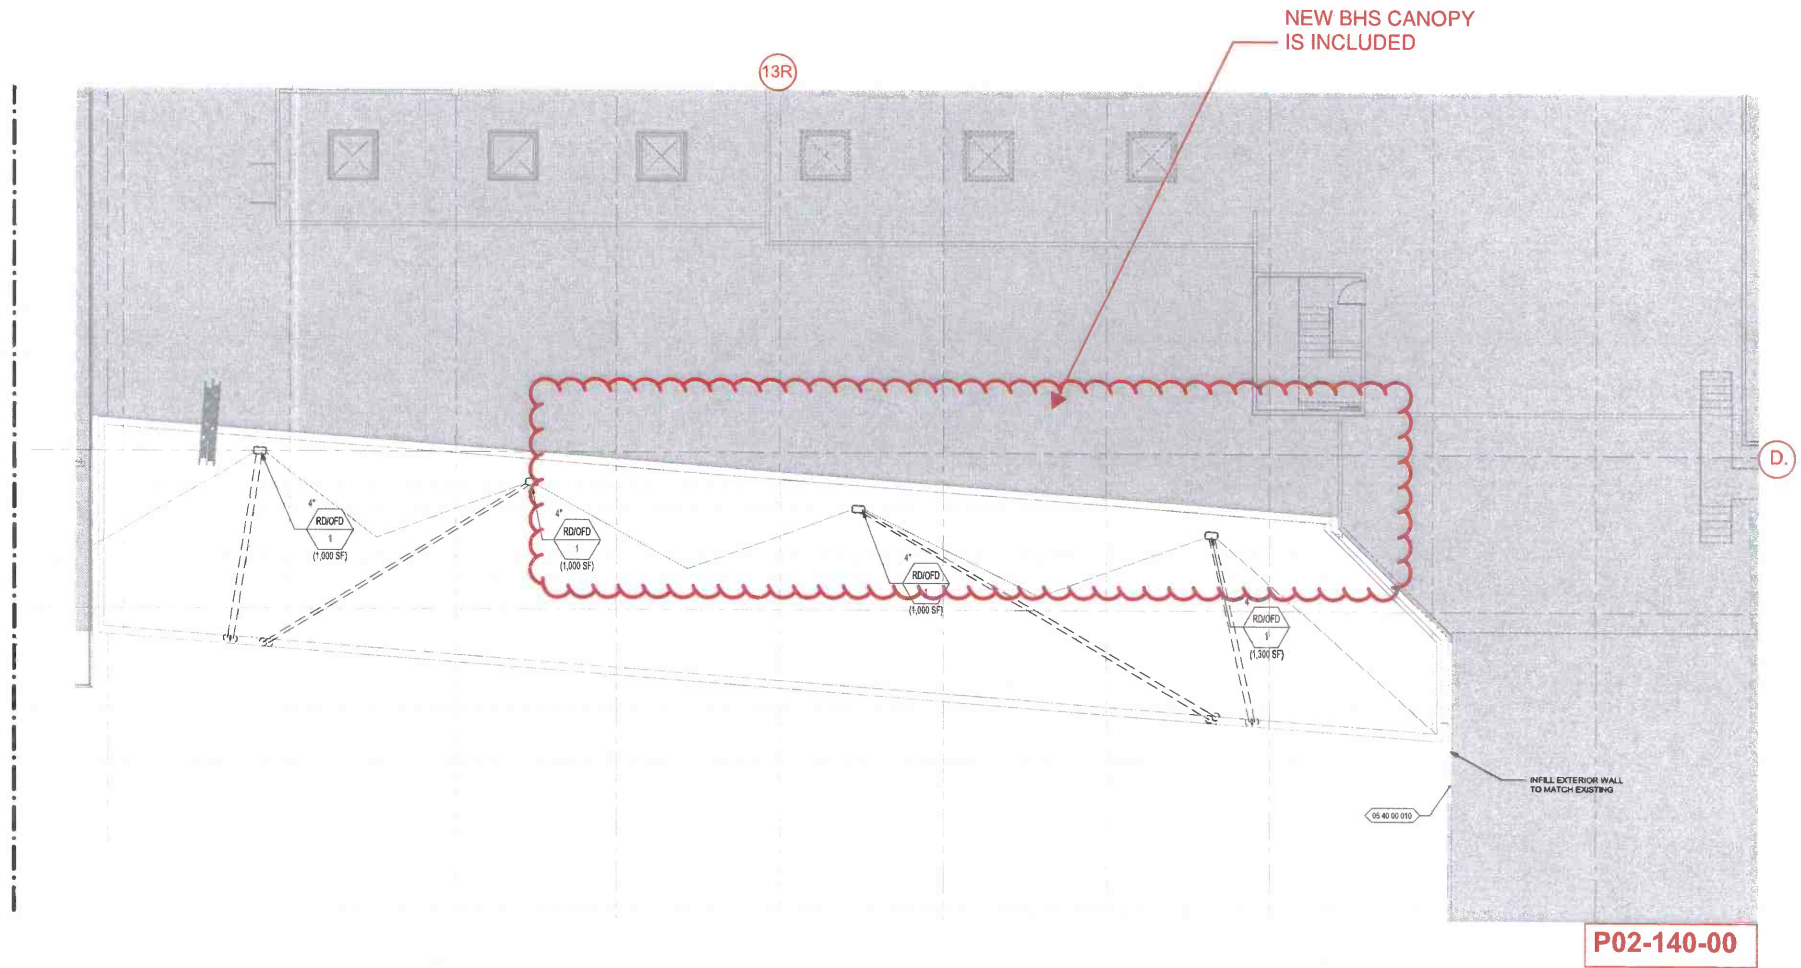 NEW BHS CANOPY
IS INCLUDED
13R
D.
4"
RD/OFD
1
(1,000 SF)
4"
RD/OFD
1
(1,000 SF)
4"
RD/OFD
(1,000 SF)
RD/OFD
1
(1,300 SF)
INFILL EXTERIOR WALL
TO MATCH EXISTING
05 40 00 010
P02-140-00